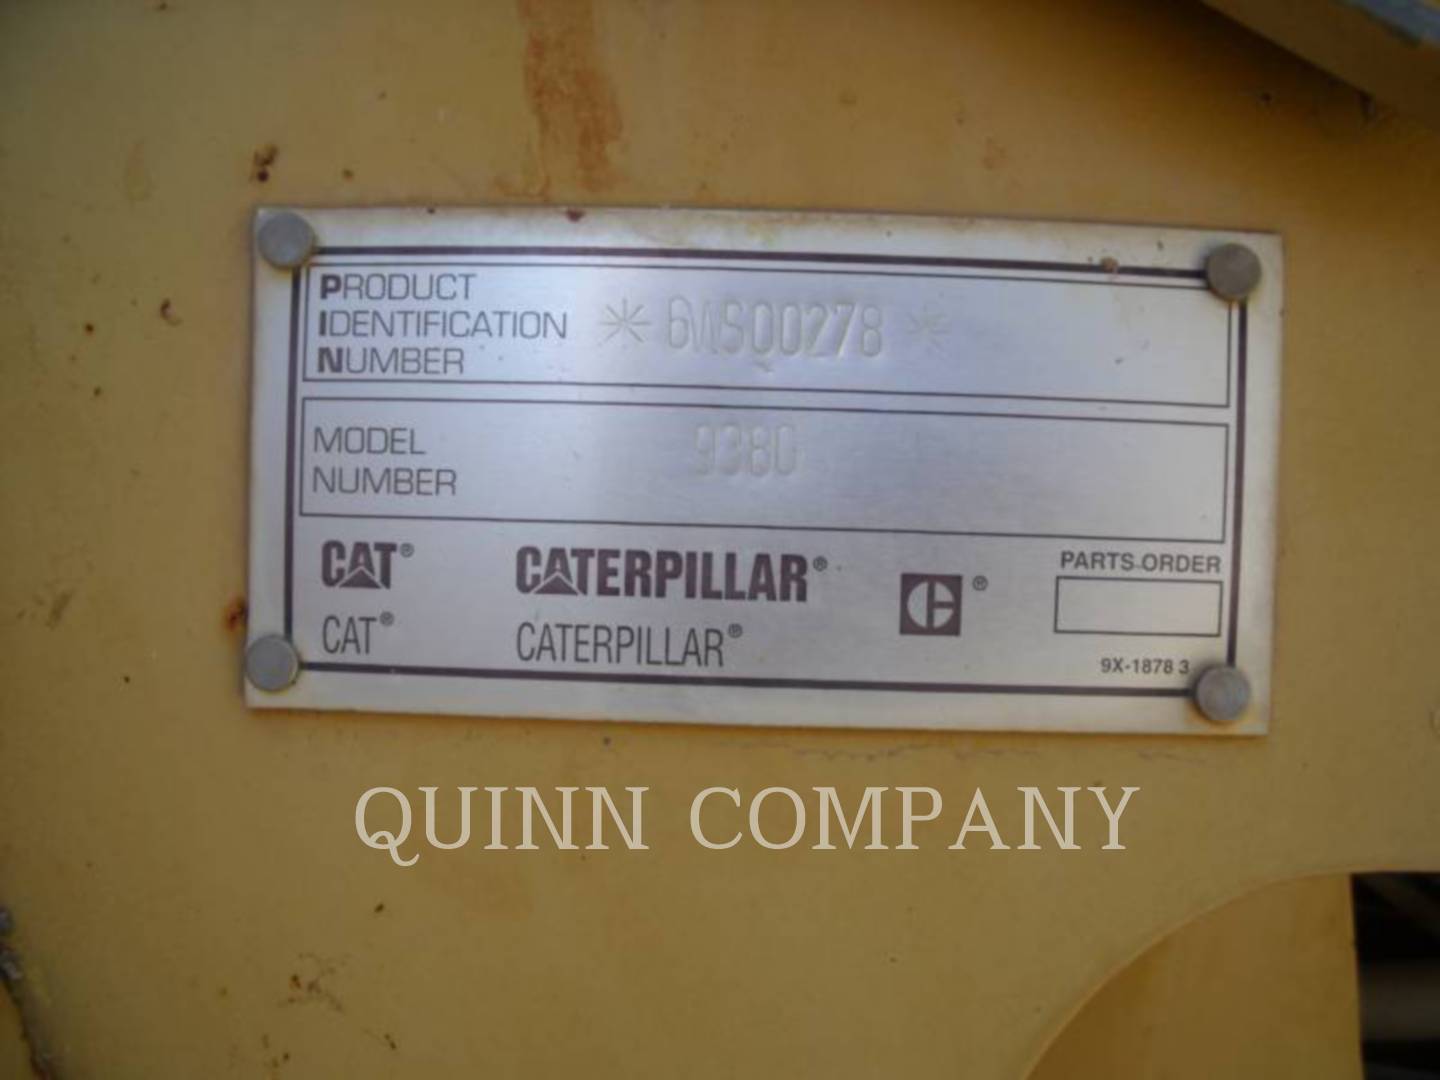 PRODUCT
IDENTIFICATION
NUMBER
* 6WS00278 *
MODEL
NUMBER
938G
CAT® CATERPILLAR® ®
CAT® CATERPILLAR®
PARTS ORDER
9X-1878 3
QUINN COMPANY